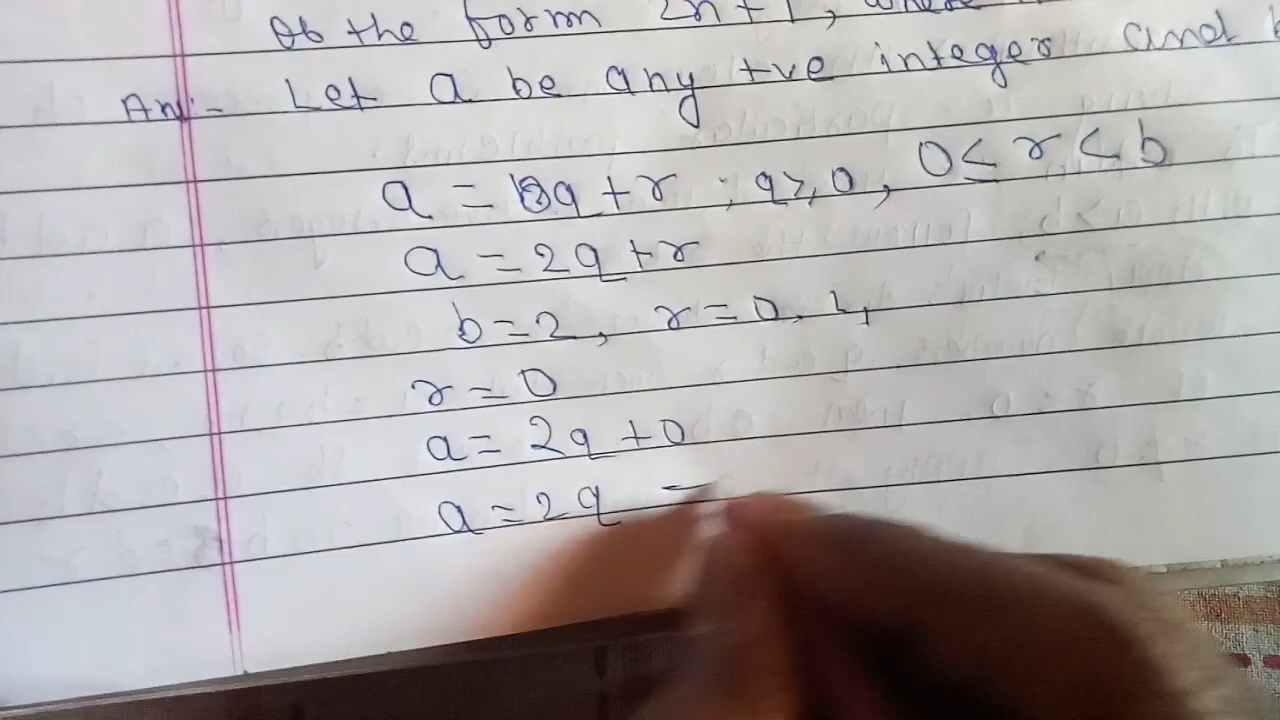 of the form 2n+1, where
Ans:- Let a be any +ve integer and b
a = bq + r ; q ≥ 0, 0 ≤ r < b
a = 2q + r
b = 2, r = 0, 1,
r = 0
a = 2q + 0
a = 2q -